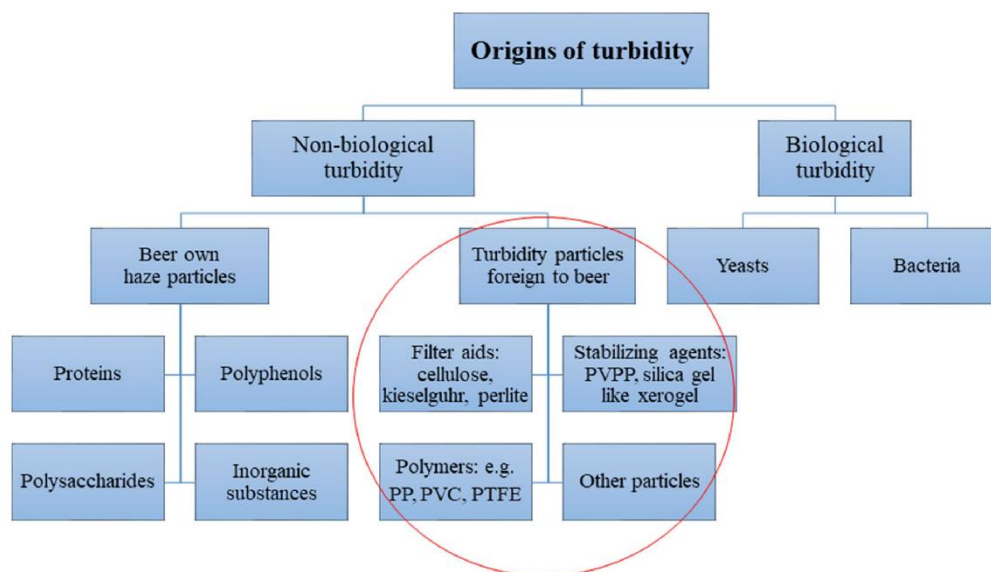 Origins of turbidity
Non-biological
turbidity
Biological
turbidity
Beer own
haze particles
Turbidity particles
foreign to beer
Yeasts
Bacteria
Proteins
Polyphenols
Filter aids:
cellulose,
kieselguhr, perlite
Stabilizing agents:
PVPP, silica gel
like xerogel
Polysaccharides
Inorganic
substances
Polymers: e.g.
PP, PVC, PTFE
Other particles